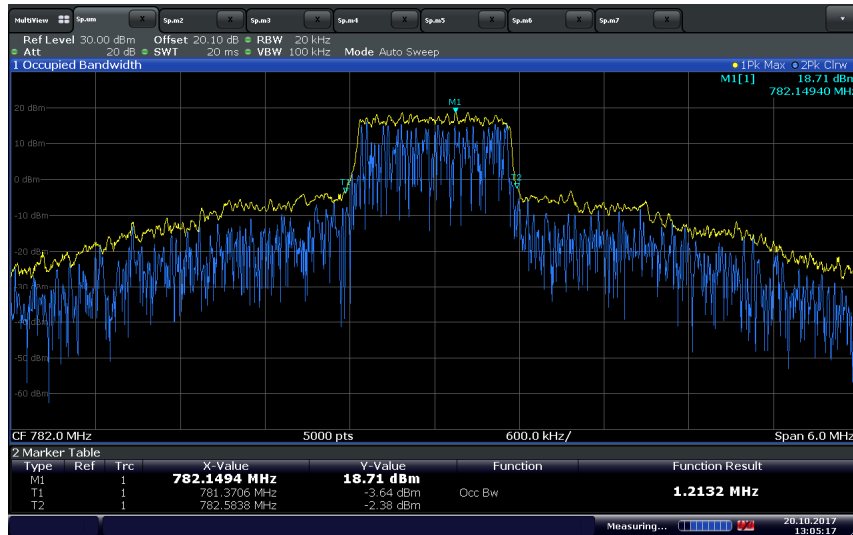 MultiView Sp.um X Sp.m2 X Sp.m3 X Sp.m4 X Sp.m5 X Sp.m6 X Sp.m7 X
Ref Level 30.00 dBm Offset 20.10 dB RBW 20 kHz
Att 20 dB SWT 20 ms VBW 100 kHz Mode Auto Sweep
1 Occupied Bandwidth 1Pk Max 2Pk Clrw
M1[1] 18.71 dBm
782.14940 MHz
20 dBm
M1
10 dBm
0 dBm
T1
T2
-10 dBm
-20 dBm
-30 dBm
-40 dBm
-50 dBm
-60 dBm
CF 782.0 MHz 5000 pts 600.0 kHz/ Span 6.0 MHz
2 Marker Table
Type Ref Trc X-Value Y-Value Function Function Result
M1 1 782.1494 MHz 18.71 dBm
T1 1 781.3706 MHz -3.64 dBm Occ Bw 1.2132 MHz
T2 1 782.5838 MHz -2.38 dBm
Measuring... 20.10.2017
13:05:17